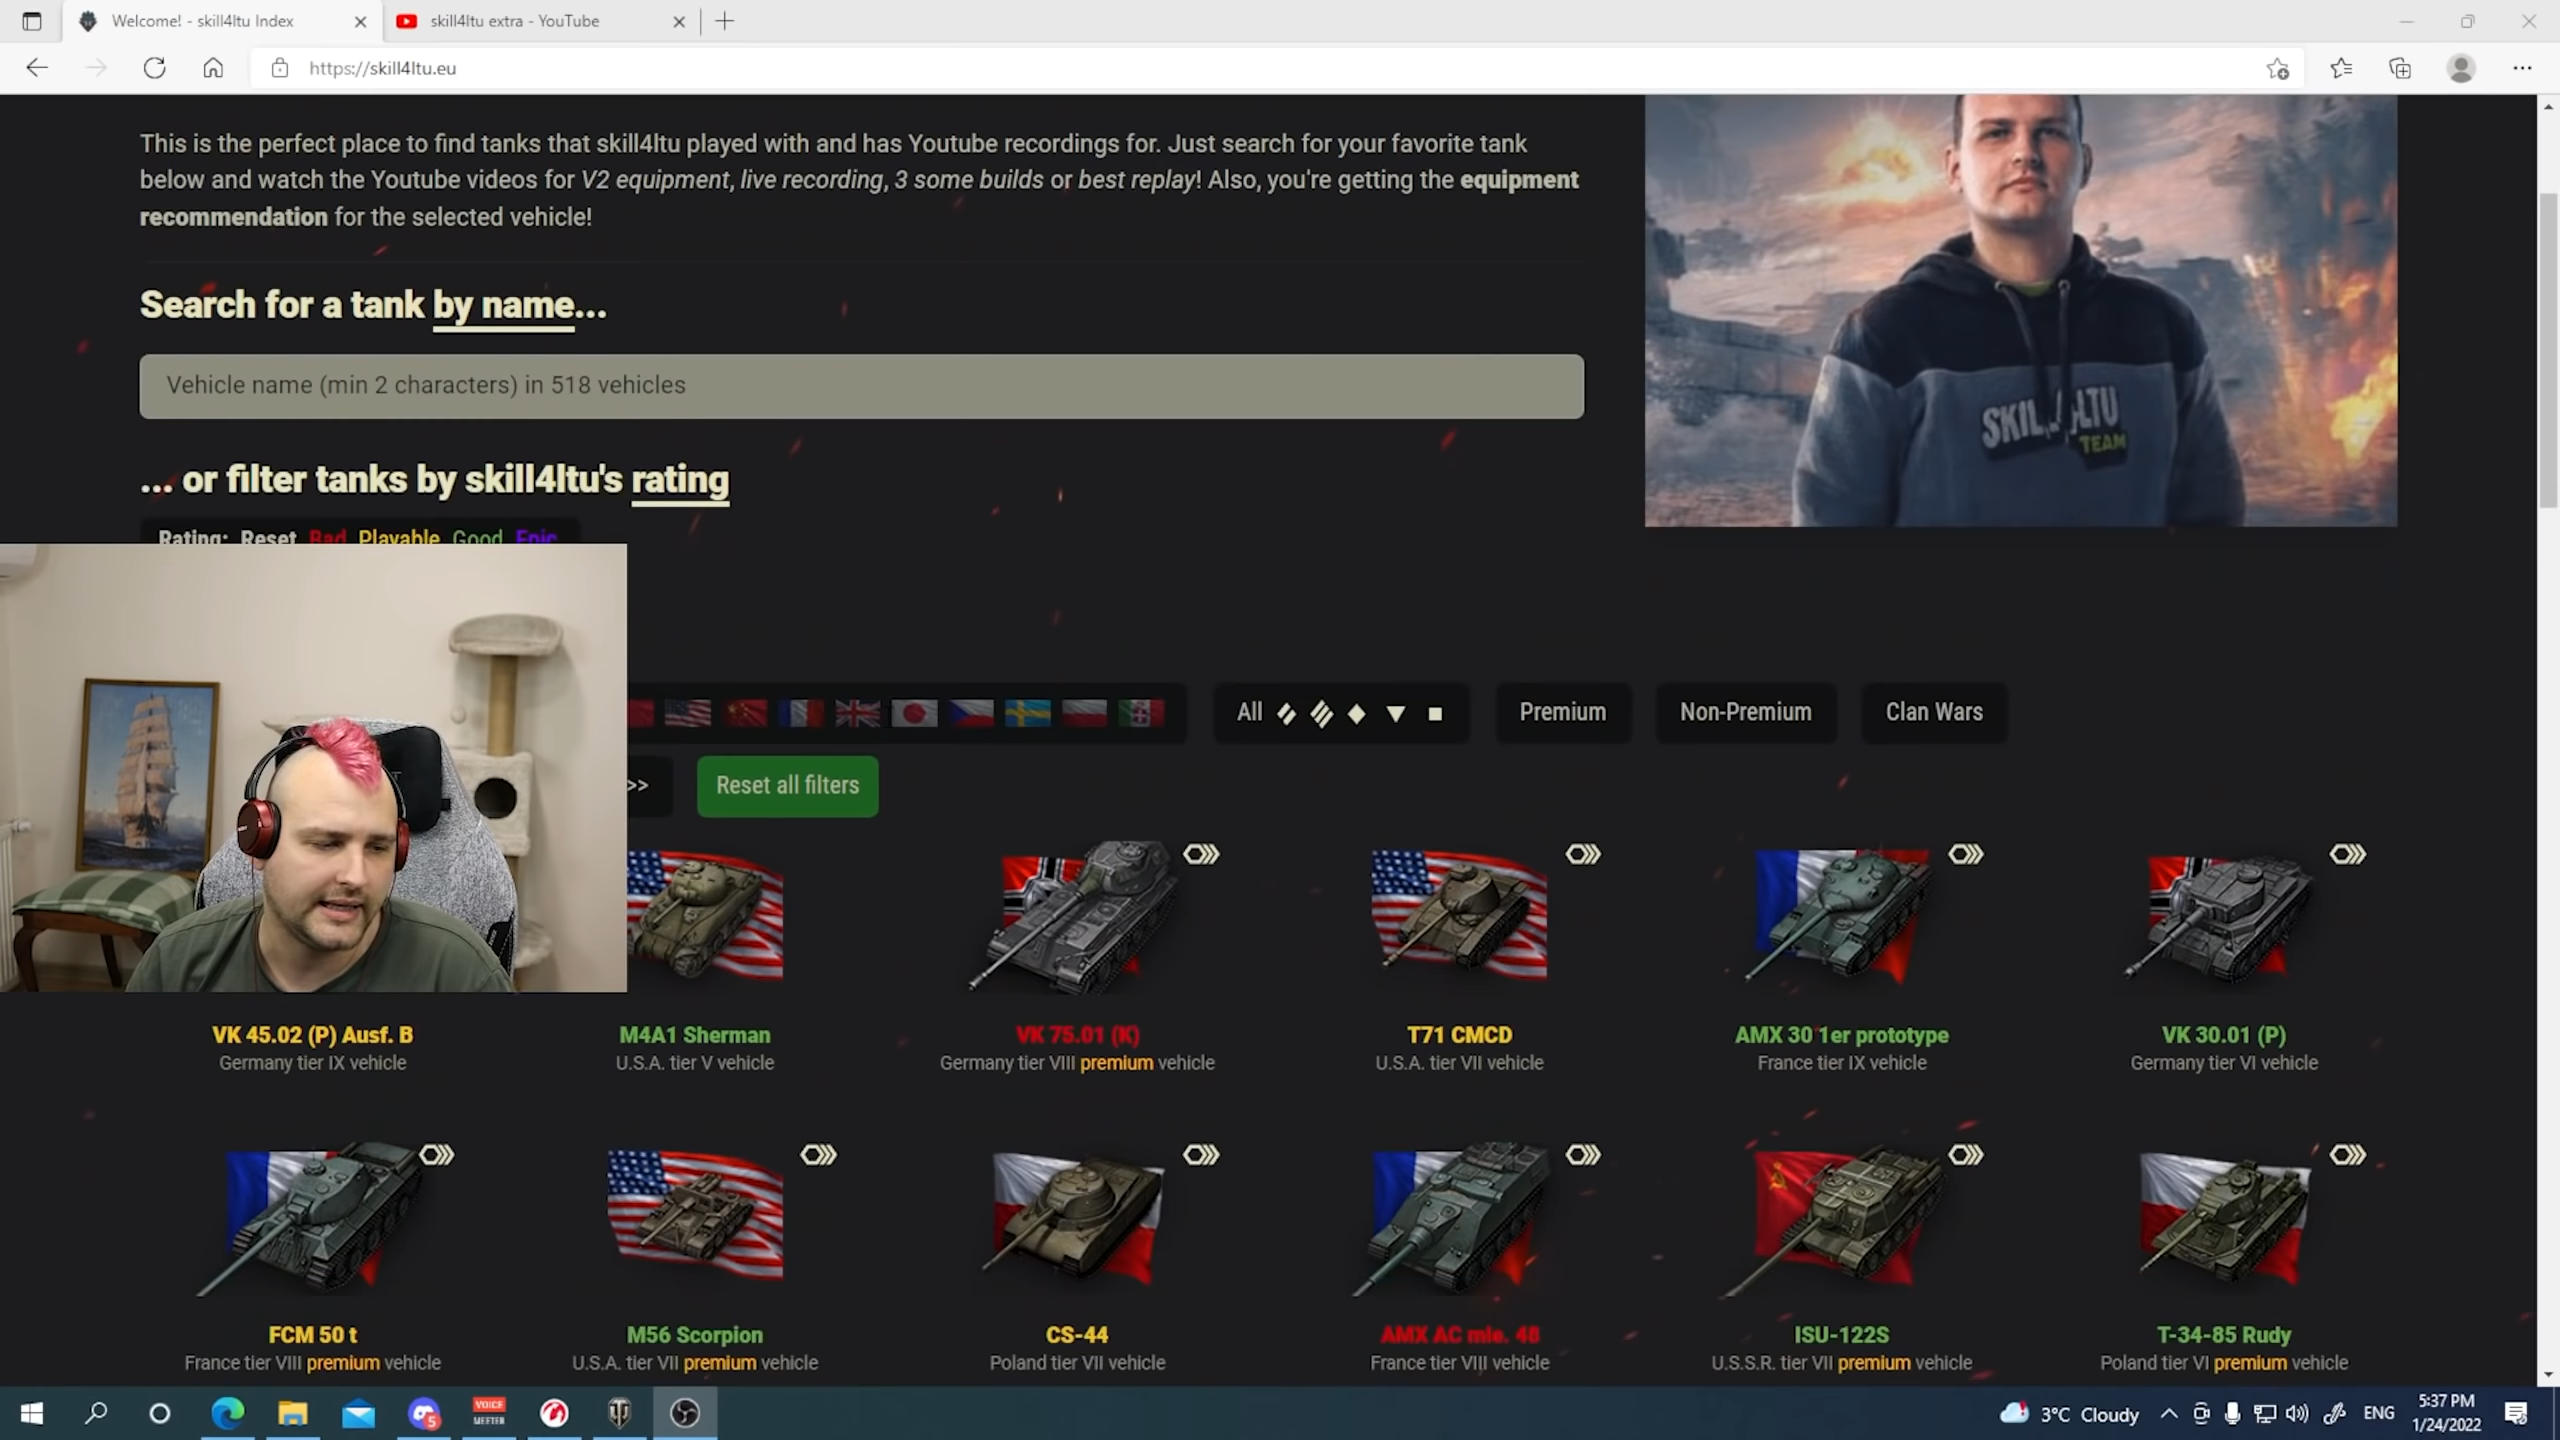 Welcome! - skill4ltu Index
skill4ltu extra - YouTube
https://skill4ltu.eu
This is the perfect place to find tanks that skill4ltu played with and has Youtube recordings for. Just search for your favorite tank
below and watch the Youtube videos for V2 equipment, live recording, 3 some builds or best replay! Also, you're getting the equipment
recommendation for the selected vehicle!
Search for a tank by name...
Vehicle name (min 2 characters) in 518 vehicles
... or filter tanks by skill4ltu's rating
Rating: Reset Bad Playable Good Epic
SKILL4LTU
TEAM
All
Premium
Non-Premium
Clan Wars
>>
Reset all filters
VK 45.02 (P) Ausf. B
Germany tier IX vehicle
M4A1 Sherman
U.S.A. tier V vehicle
VK 75.01 (K)
Germany tier VIII premium vehicle
T71 CMCD
U.S.A. tier VII vehicle
AMX 30 1er prototype
France tier IX vehicle
VK 30.01 (P)
Germany tier VI vehicle
FCM 50 t
France tier VIII premium vehicle
M56 Scorpion
U.S.A. tier VII premium vehicle
CS-44
Poland tier VII vehicle
AMX AC mle. 48
France tier VIII vehicle
ISU-122S
U.S.S.R. tier VII premium vehicle
T-34-85 Rudy
Poland tier VI premium vehicle
VOICE
MEETER
5
3°C Cloudy
ENG
5:37 PM
1/24/2022